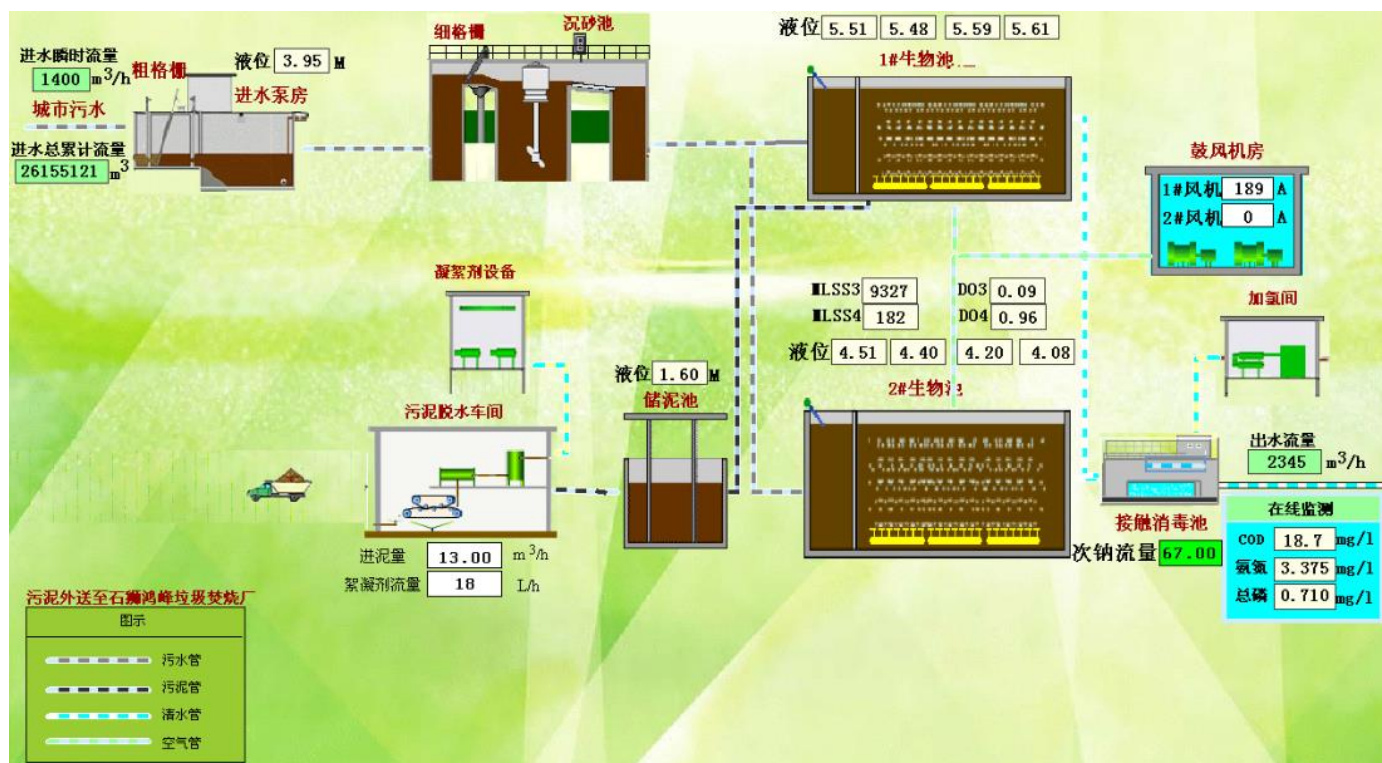 进水瞬时流量
1400 m³/h
粗格栅
液位 3.95 M
进水泵房
城市污水
进水总累计流量
26155121 m³
细格栅
沉砂池
液位 5.51 5.48 5.59 5.61
1#生物池
鼓风机房
1#风机 189 A
2#风机 0 A
凝絮剂设备
MLSS3 9327 DO3 0.09
MLSS4 182 DO4 0.96
液位 4.51 4.40 4.20 4.08
2#生物池
加氯间
液位 1.60 M
储泥池
污泥脱水车间
进泥量 13.00 m³/h
絮凝剂流量 18 L/h
出水流量
2345 m³/h
接触消毒池
次钠流量 67.00
在线监测
COD 18.7 mg/l
氨氮 3.375 mg/l
总磷 0.710 mg/l
污泥外送至石狮鸿峰垃圾焚烧厂
图示
污水管
污泥管
清水管
空气管